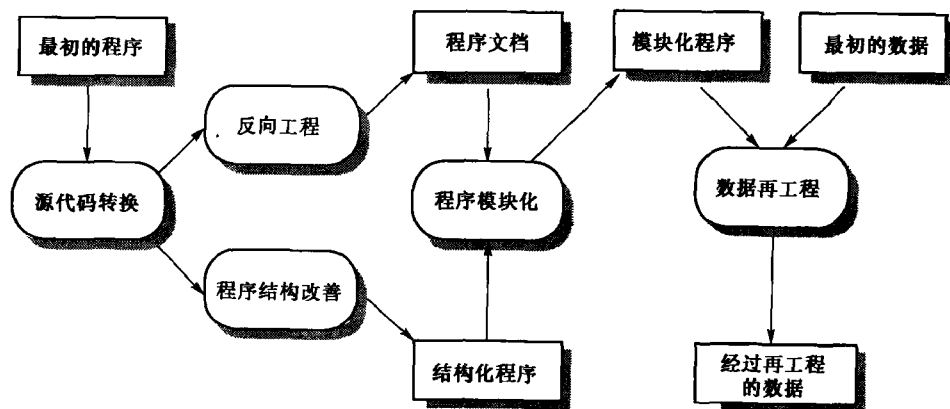 最初的程序
程序文档
模块化程序
最初的数据
反向工程
源代码转换
程序模块化
数据再工程
程序结构改善
结构化程序
经过再工程
的数据